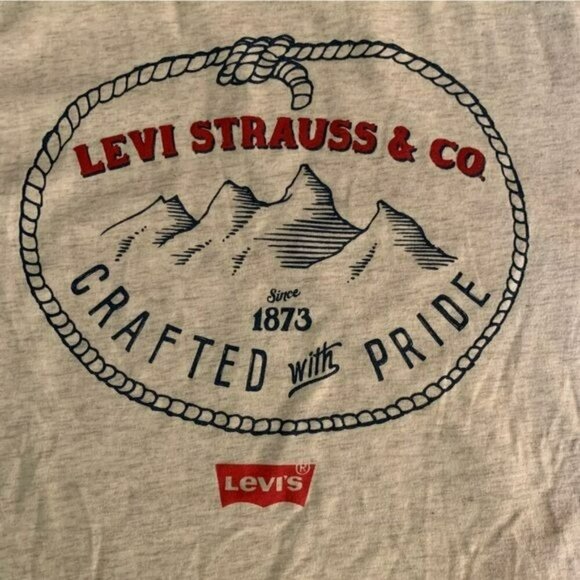 LEVI STRAUSS & CO.
Since
1873
CRAFTED with PRIDE
LEVI'S®